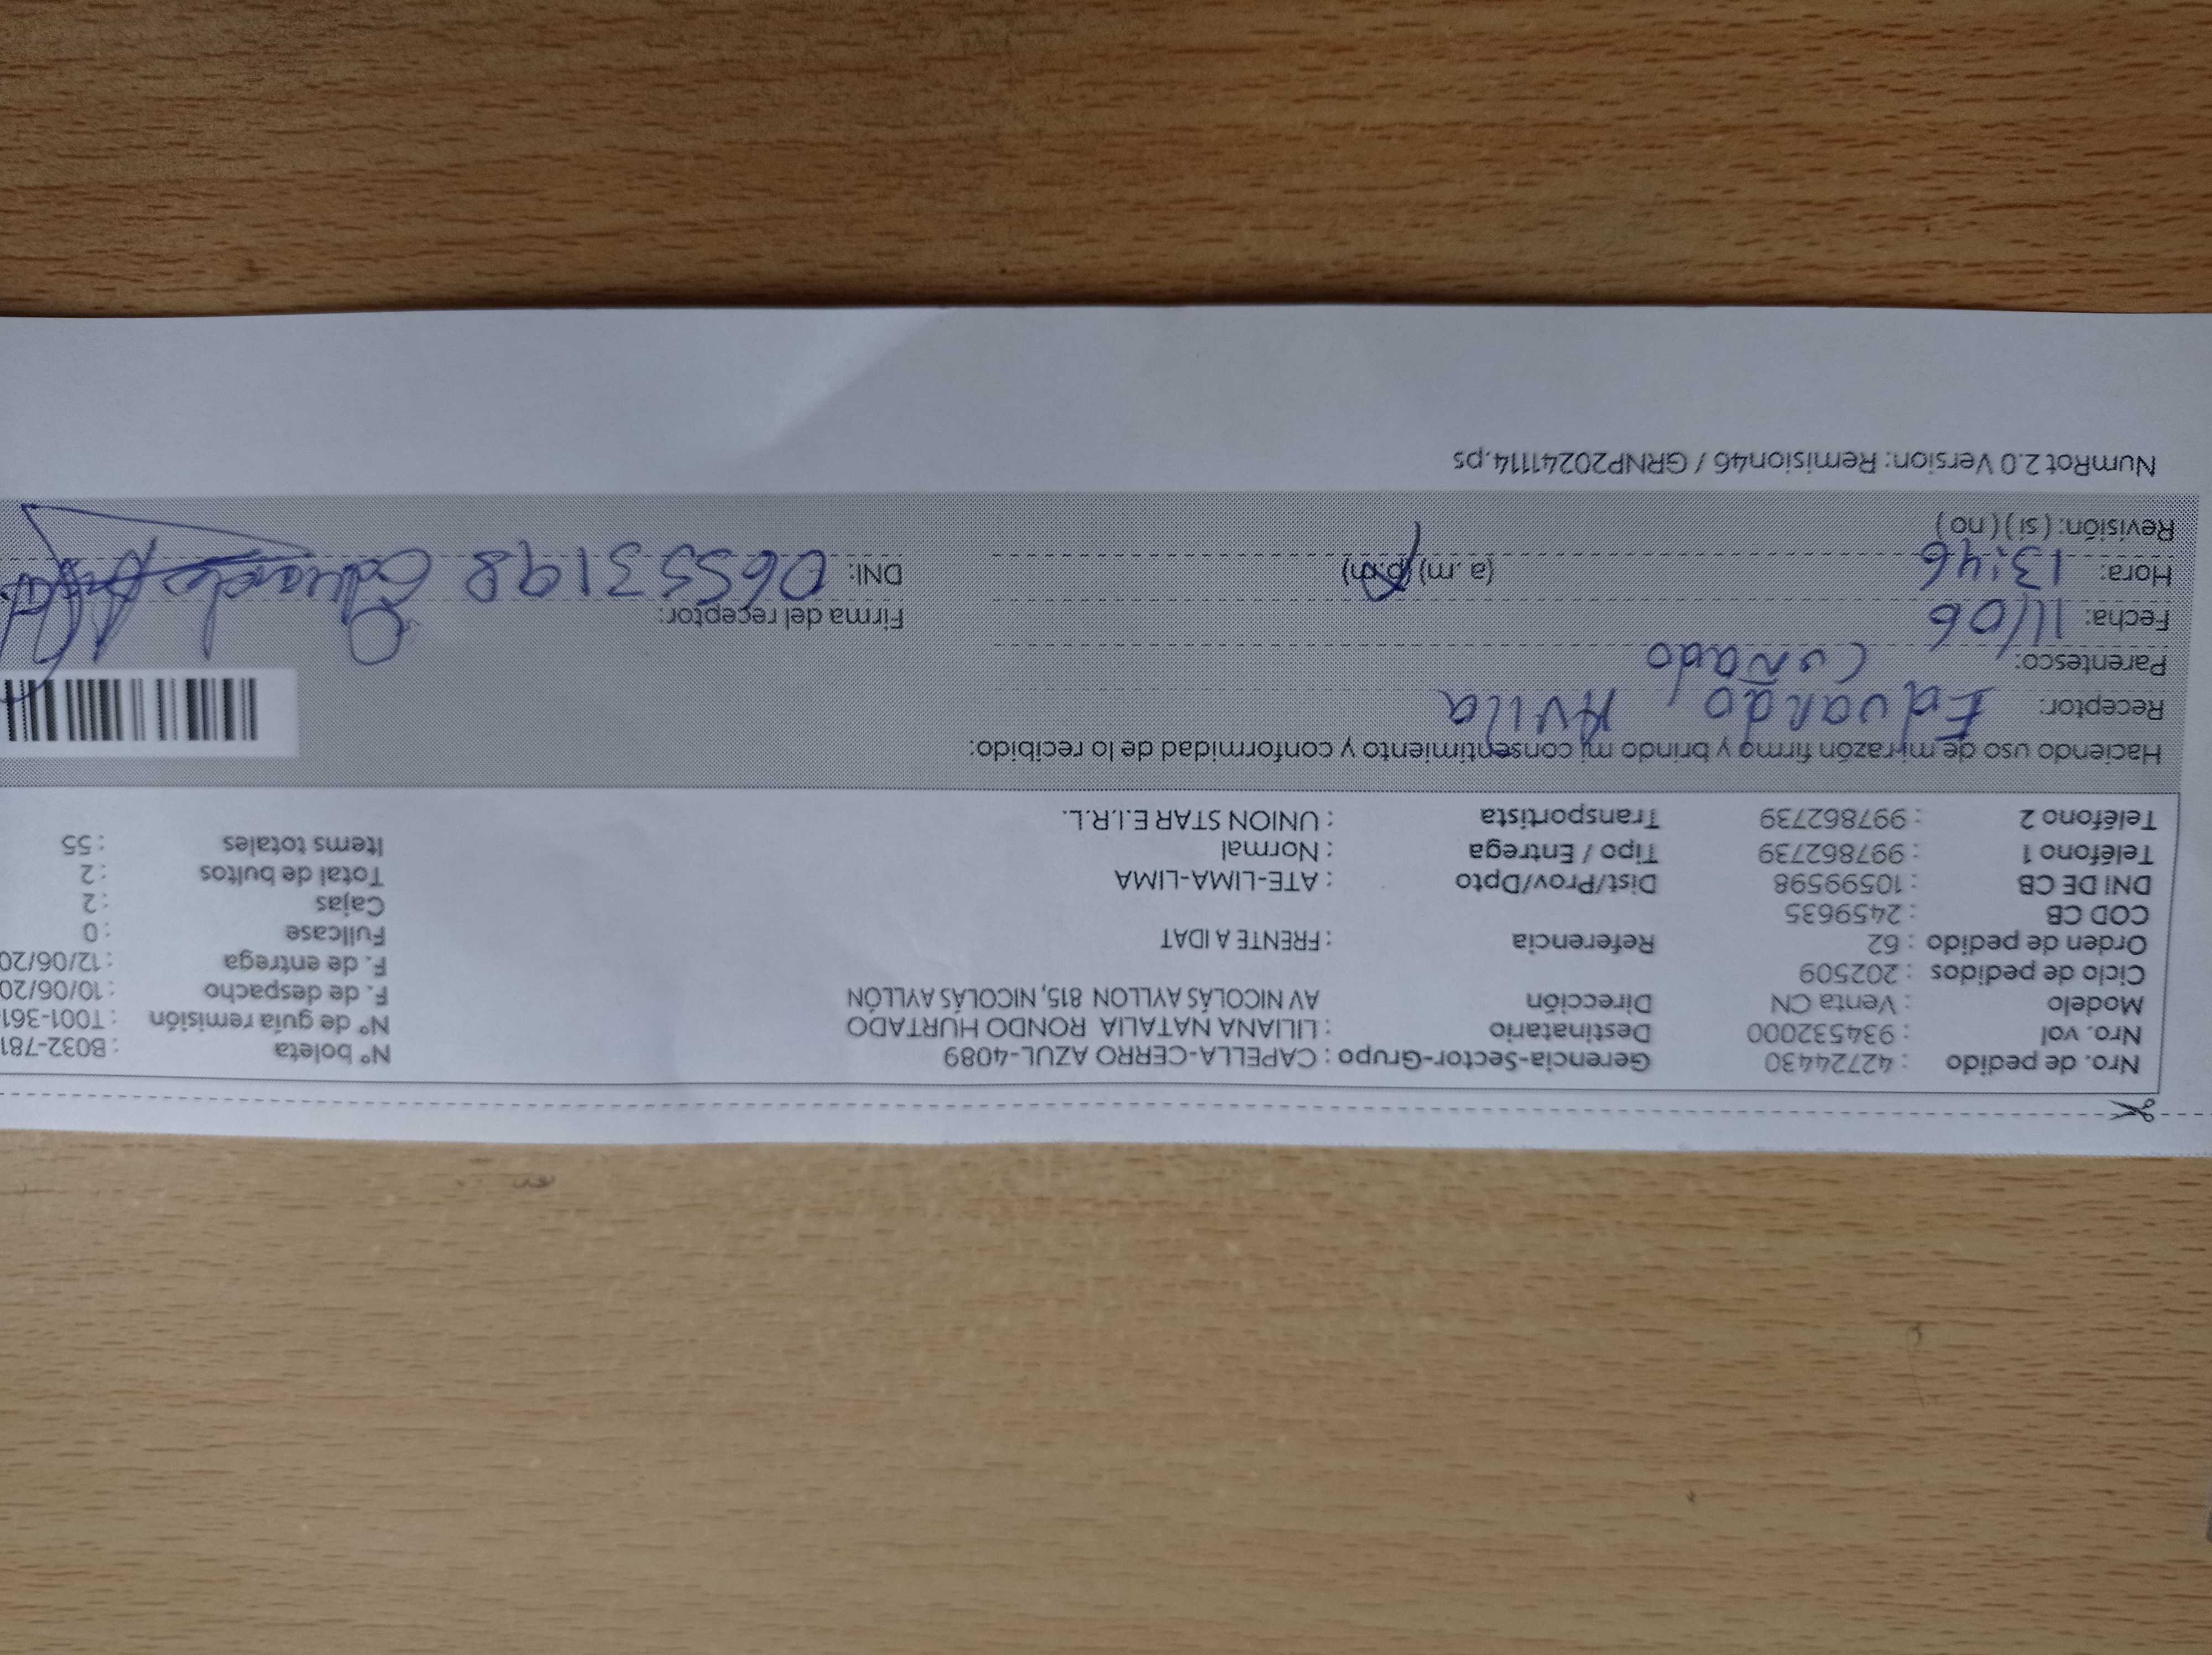 Nro. de pedido : 42724430 Gerencia-Sector-Grupo : CAPELLA-CERRO AZUL-4089 N° boleta : B032-781
Nro. vol : 934532000 Destinatario : LILIANA NATALIA RONDO HURTADO N° de guía remisión : T001-361
Modelo : Venta CN Dirección AV NICOLÁS AYLLON 815, NICOLÁS AYLLÓN F. de despacho : 10/06/20
Ciclo de pedidos : 202509 F. de entrega : 12/06/20
Orden de pedido : 62 Referencia : FRENTE A IDAT Fullcase : 0
COD CB : 2459635 Cajas : 2
DNI DE CB : 10599598 Dist/Prov/Dpto : ATE-LIMA-LIMA Total de bultos : 2
Teléfono 1 : 997862739 Tipo / Entrega : Normal Items totales : 55
Teléfono 2 : 997862739 Transportista : UNION STAR E.I.R.L.
Haciendo uso de mi razón firmo y brindo mi consentimiento y conformidad de lo recibido:
Receptor: Eduardo Avila
Parentesco: Cuñado
Fecha: 11/06 Firma del receptor:
Hora: 13:46 (a. m) (p.m) DNI: 06553198 Eduardo
Revisión: ( si ) ( no )
NumRot 2.0 Version: Remision46 / GRNP20241114.ps